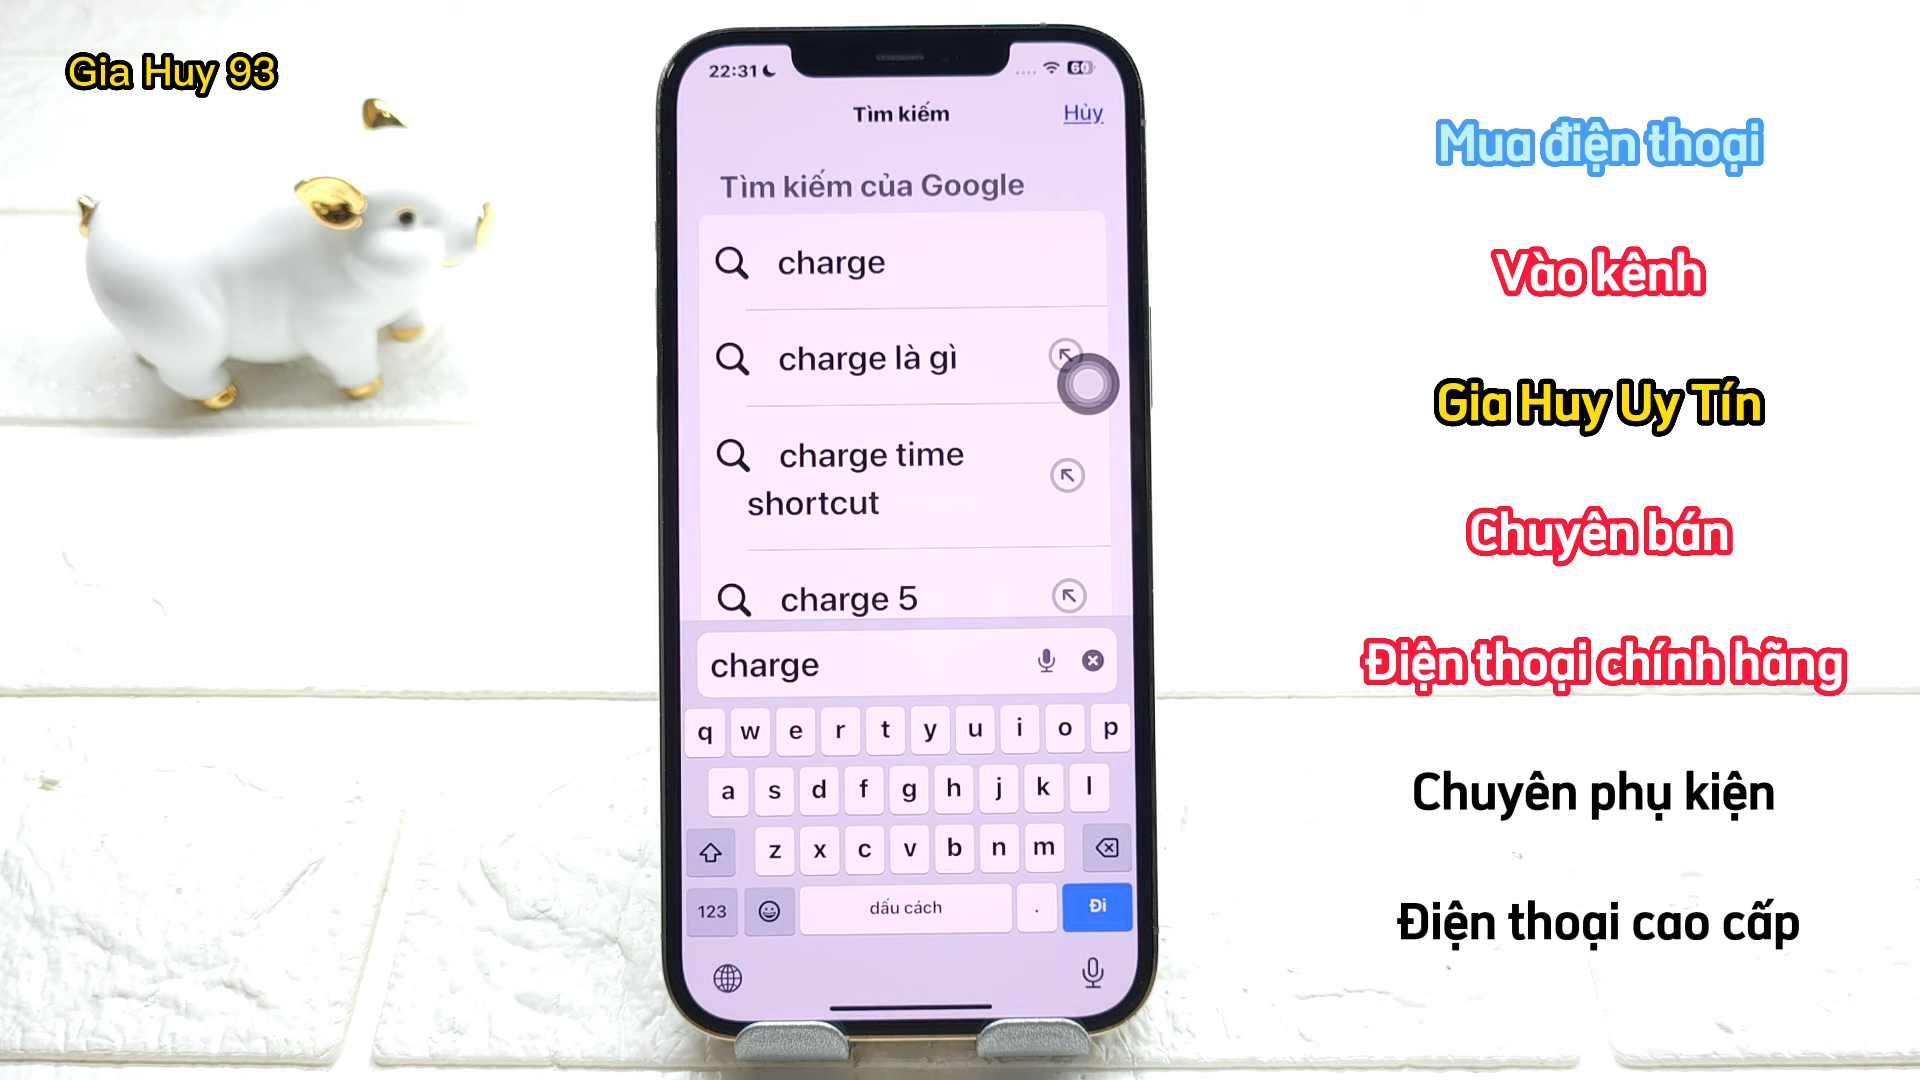 Gia Huy 93
22:31
60
Tìm kiếm
Hủy
Tìm kiếm của Google
charge
charge là gì
charge time
shortcut
charge 5
charge
q w e r t y u i o p
a s d f g h j k l
z x c v b n m
123
dấu cách
.
Đi
Mua điện thoại
Vào kênh
Gia Huy Uy Tín
Chuyên bán
Điện thoại chính hãng
Chuyên phụ kiện
Điện thoại cao cấp